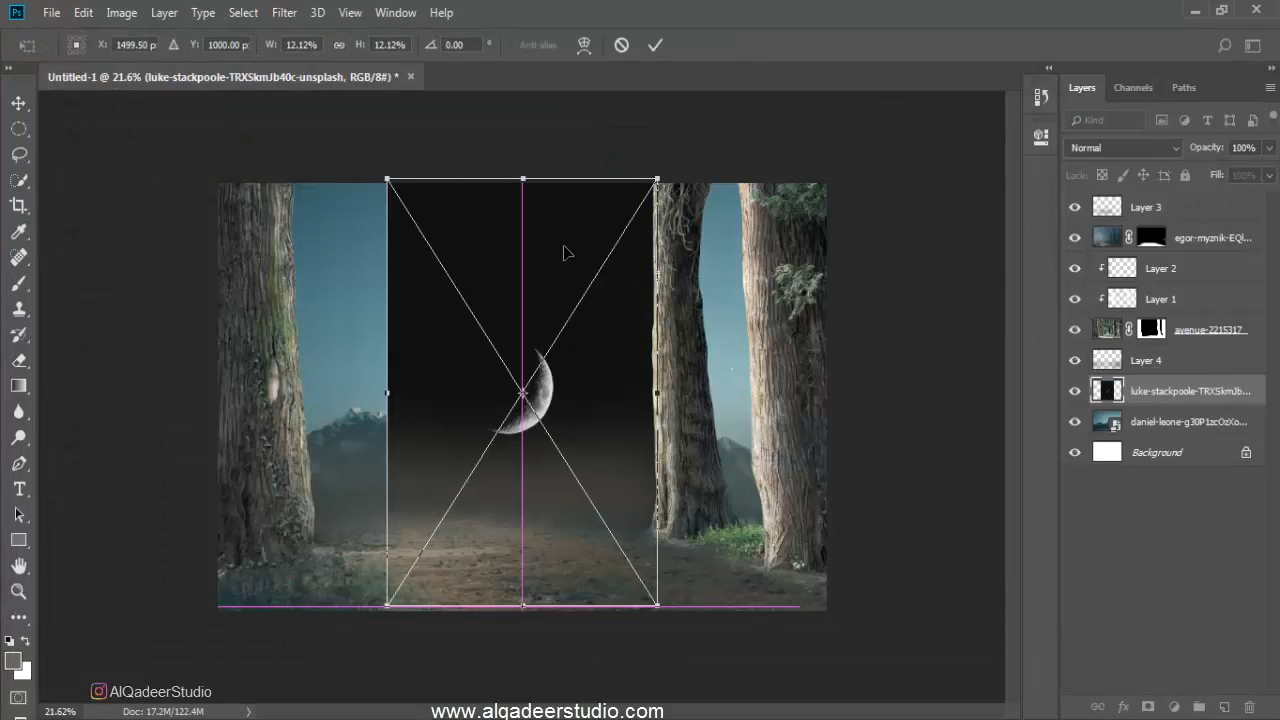 Ps File Edit Image Layer Type Select Filter 3D View Window Help
X: 1499.50 p: Y: 1000.00 p: W: 12.12% H: 12.12% 0.00 ° Anti-alias
Untitled-1 @ 21.6% (luke-stackpoole-TRXSkmJb40c-unsplash, RGB/8#) * ×
Layers Channels Paths
Kind
Normal Opacity: 100%
Lock: Fill: 100%
Layer 3
egor-myznik-EQI...
Layer 2
Layer 1
avenue-2215317
Layer 4
luke-stackpoole-TRXSkmJb...
daniel-leone-g30P1zcOzXo...
Background
AlQadeerStudio
21.62% Doc: 17.2M/122.4M
www.alqadeerstudio.com